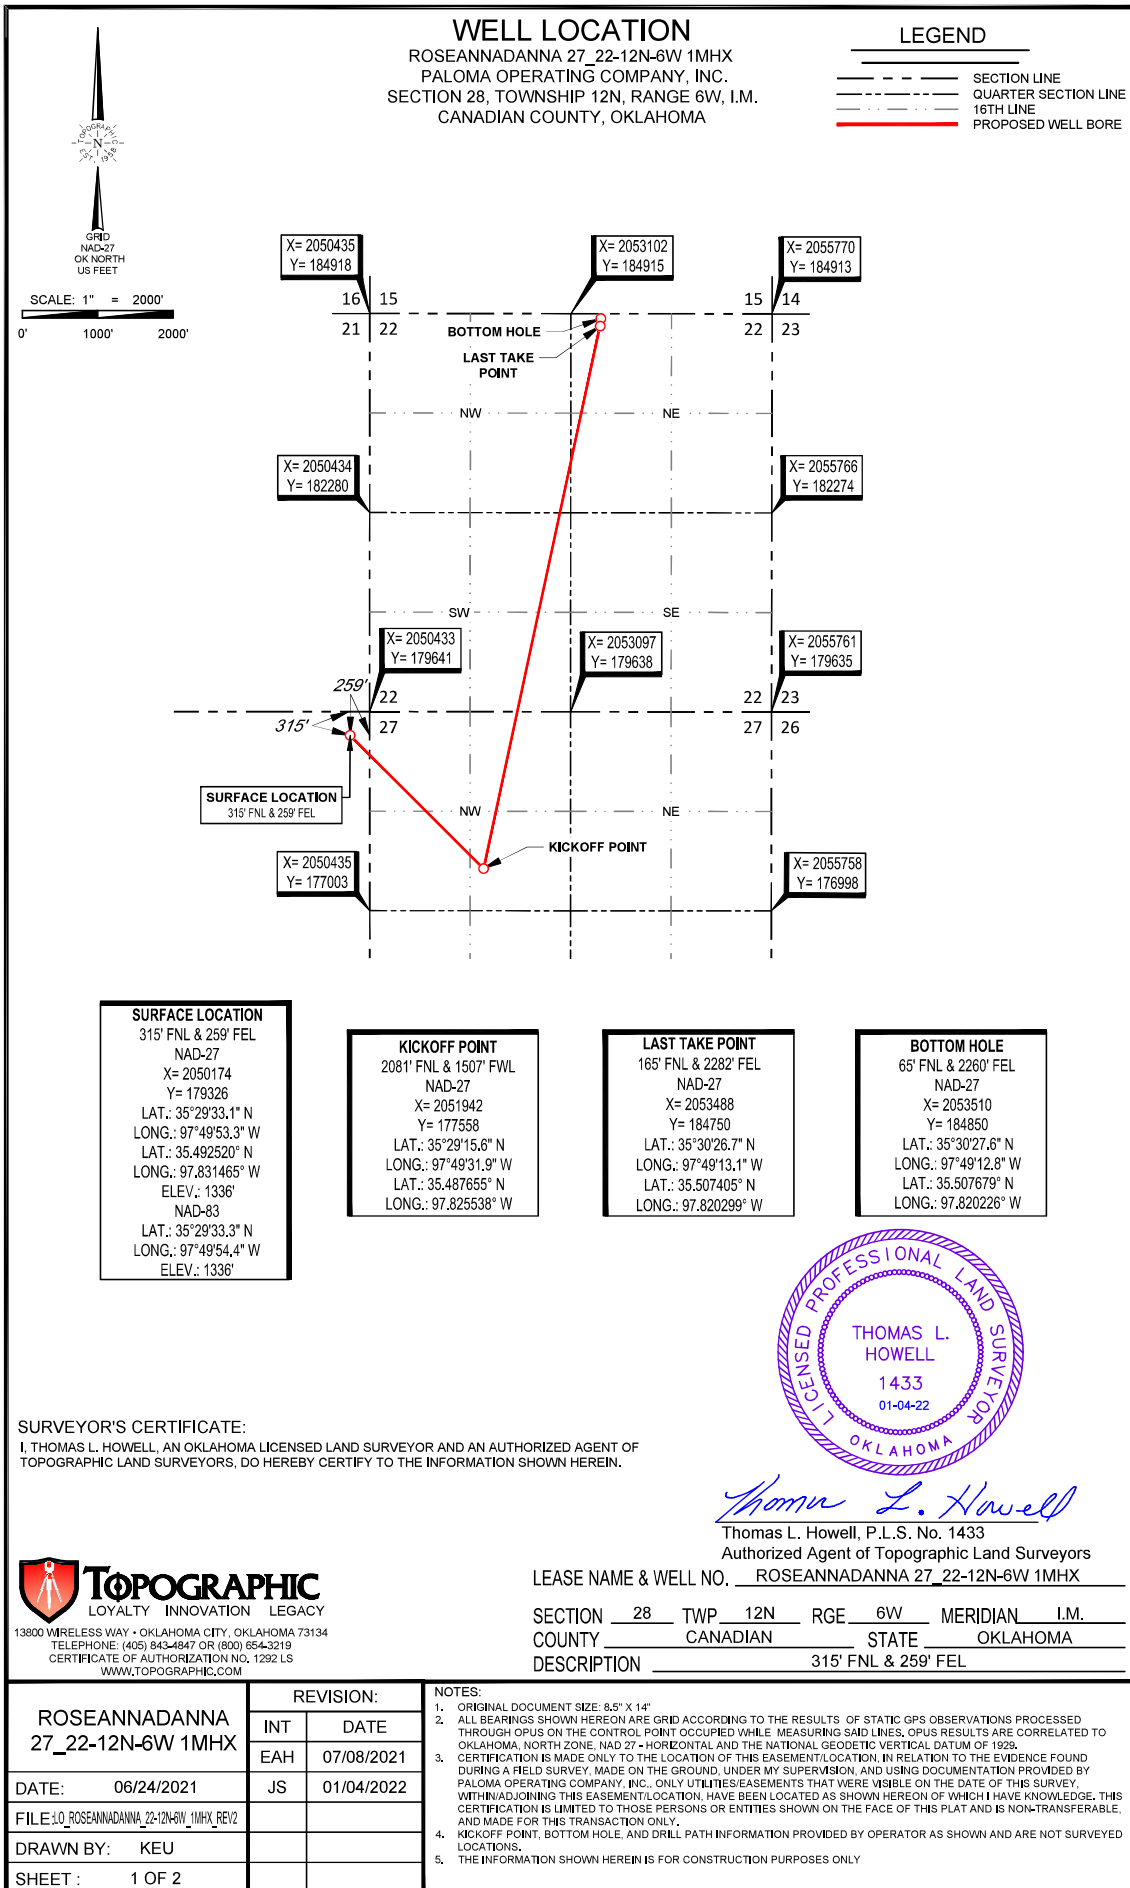 WELL LOCATION
ROSEANNADANNA 27_22-12N-6W 1MHX
PALOMA OPERATING COMPANY, INC.
SECTION 28, TOWNSHIP 12N, RANGE 6W, I.M.
CANADIAN COUNTY, OKLAHOMA
LEGEND
SECTION LINE
QUARTER SECTION LINE
16TH LINE
PROPOSED WELL BORE
TOPOGRAPHIC
N
EST. 1958
GRID
NAD-27
OK NORTH
US FEET
SCALE: 1" = 2000'
0' 1000' 2000'
X= 2050435
Y= 184918
X= 2053102
Y= 184915
X= 2055770
Y= 184913
16 15
21 22
15 14
22 23
BOTTOM HOLE
LAST TAKE
POINT
NW
NE
X= 2050434
Y= 182280
X= 2055766
Y= 182274
SW
SE
X= 2050433
Y= 179641
X= 2053097
Y= 179638
X= 2055761
Y= 179635
259'
315'
22
27
22 23
27 26
SURFACE LOCATION
315' FNL & 259' FEL
NW
NE
KICKOFF POINT
X= 2050435
Y= 177003
X= 2055758
Y= 176998
SURFACE LOCATION
315' FNL & 259' FEL
NAD-27
X= 2050174
Y= 179326
LAT.: 35°29'33.1" N
LONG.: 97°49'53.3" W
LAT.: 35.492520° N
LONG.: 97.831465° W
ELEV.: 1336'
NAD-83
LAT.: 35°29'33.3" N
LONG.: 97°49'54.4" W
ELEV.: 1336'
KICKOFF POINT
2081' FNL & 1507' FWL
NAD-27
X= 2051942
Y= 177558
LAT.: 35°29'15.6" N
LONG.: 97°49'31.9" W
LAT.: 35.487655° N
LONG.: 97.825538° W
LAST TAKE POINT
165' FNL & 2282' FEL
NAD-27
X= 2053488
Y= 184750
LAT.: 35°30'26.7" N
LONG.: 97°49'13.1" W
LAT.: 35.507405° N
LONG.: 97.820299° W
BOTTOM HOLE
65' FNL & 2260' FEL
NAD-27
X= 2053510
Y= 184850
LAT.: 35°30'27.6" N
LONG.: 97°49'12.8" W
LAT.: 35.507679° N
LONG.: 97.820226° W
LICENSED PROFESSIONAL LAND SURVEYOR
THOMAS L.
HOWELL
1433
01-04-22
OKLAHOMA
SURVEYOR'S CERTIFICATE:
I, THOMAS L. HOWELL, AN OKLAHOMA LICENSED LAND SURVEYOR AND AN AUTHORIZED AGENT OF
TOPOGRAPHIC LAND SURVEYORS, DO HEREBY CERTIFY TO THE INFORMATION SHOWN HEREIN.
Thomas L. Howell
Thomas L. Howell, P.L.S. No. 1433
Authorized Agent of Topographic Land Surveyors
LEASE NAME & WELL NO. ROSEANNADANNA 27_22-12N-6W 1MHX
SECTION 28 TWP 12N RGE 6W MERIDIAN I.M.
COUNTY CANADIAN STATE OKLAHOMA
DESCRIPTION 315' FNL & 259' FEL
TOPOGRAPHIC
LOYALTY INNOVATION LEGACY
13800 WIRELESS WAY • OKLAHOMA CITY, OKLAHOMA 73134
TELEPHONE: (405) 843-4847 OR (800) 654-3219
CERTIFICATE OF AUTHORIZATION NO. 1292 LS
WWW.TOPOGRAPHIC.COM
ROSEANNADANNA
27_22-12N-6W 1MHX
DATE: 06/24/2021
FILE:LO_ROSEANNADANNA_22-12N-6W_1MHX_REV2
DRAWN BY: KEU
SHEET : 1 OF 2
REVISION:
INT DATE
EAH 07/08/2021
JS 01/04/2022
NOTES:
1. ORIGINAL DOCUMENT SIZE: 8.5" X 14"
2. ALL BEARINGS SHOWN HEREON ARE GRID ACCORDING TO THE RESULTS OF STATIC GPS OBSERVATIONS PROCESSED
THROUGH OPUS ON THE CONTROL POINT OCCUPIED WHILE MEASURING SAID LINES. OPUS RESULTS ARE CORRELATED TO
OKLAHOMA, NORTH ZONE, NAD 27 - HORIZONTAL AND THE NATIONAL GEODETIC VERTICAL DATUM OF 1929.
3. CERTIFICATION IS MADE ONLY TO THE LOCATION OF THIS EASEMENT/LOCATION, IN RELATION TO THE EVIDENCE FOUND
DURING A FIELD SURVEY, MADE ON THE GROUND, UNDER MY SUPERVISION, AND USING DOCUMENTATION PROVIDED BY
PALOMA OPERATING COMPANY, INC.. ONLY UTILITIES/EASEMENTS THAT WERE VISIBLE ON THE DATE OF THIS SURVEY,
WITHIN/ADJOINING THIS EASEMENT/LOCATION, HAVE BEEN LOCATED AS SHOWN HEREON OF WHICH I HAVE KNOWLEDGE. THIS
CERTIFICATION IS LIMITED TO THOSE PERSONS OR ENTITIES SHOWN ON THE FACE OF THIS PLAT AND IS NON-TRANSFERABLE,
AND MADE FOR THIS TRANSACTION ONLY.
4. KICKOFF POINT, BOTTOM HOLE, AND DRILL PATH INFORMATION PROVIDED BY OPERATOR AS SHOWN AND ARE NOT SURVEYED
LOCATIONS.
5. THE INFORMATION SHOWN HEREIN IS FOR CONSTRUCTION PURPOSES ONLY